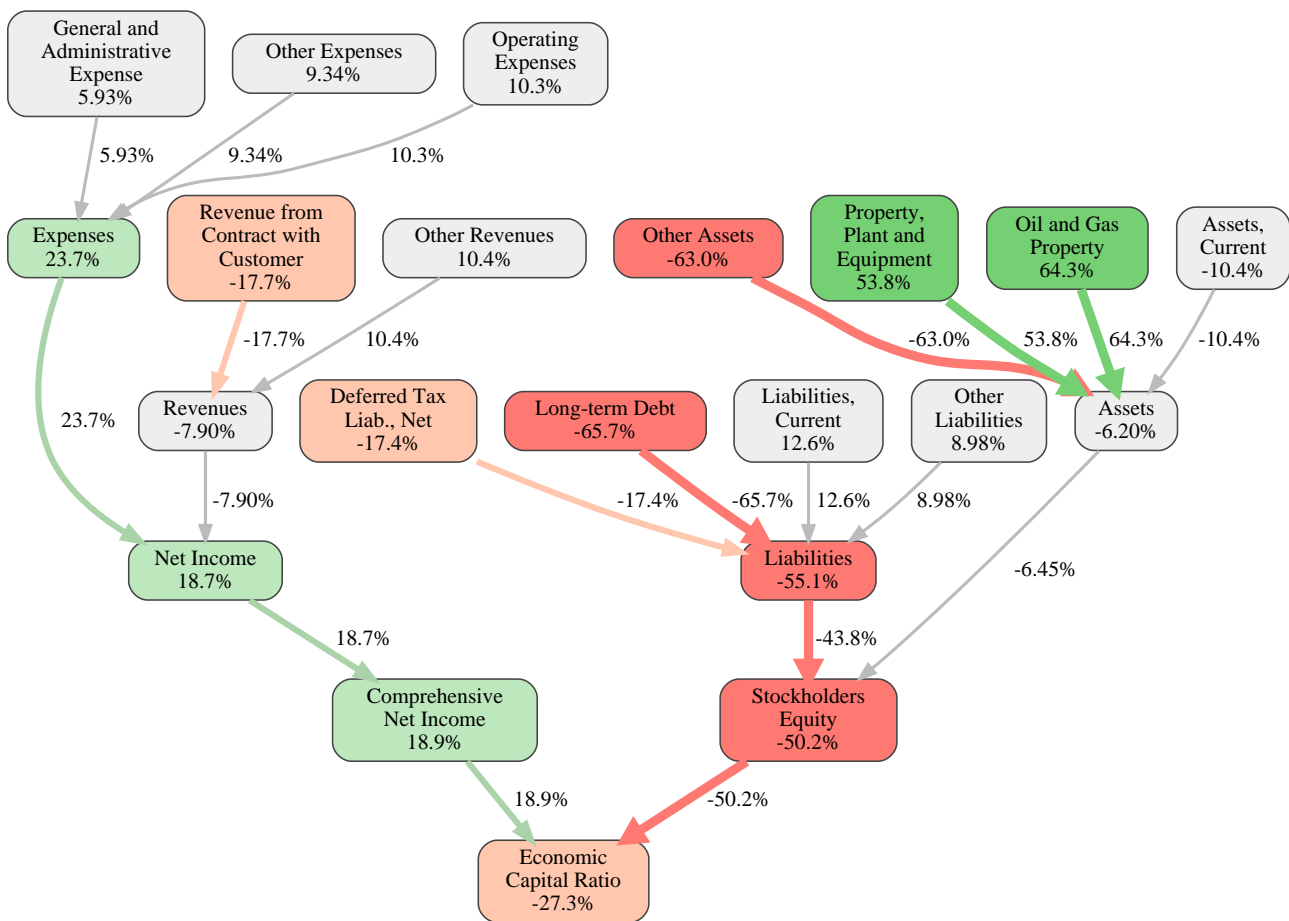 General and
Administrative
Expense
5.93%
Other Expenses
9.34%
Operating
Expenses
10.3%
5.93%
9.34%
10.3%
Expenses
23.7%
Revenue from
Contract with
Customer
-17.7%
Other Revenues
10.4%
Other Assets
-63.0%
Property,
Plant and
Equipment
53.8%
Oil and Gas
Property
64.3%
Assets,
Current
-10.4%
-17.7%
10.4%
-63.0%
53.8%
64.3%
-10.4%
23.7%
Revenues
-7.90%
Deferred Tax
Liab., Net
-17.4%
Long-term Debt
-65.7%
Liabilities,
Current
12.6%
Other
Liabilities
8.98%
Assets
-6.20%
-7.90%
-17.4%
-65.7%
12.6%
8.98%
-6.45%
Net Income
18.7%
Liabilities
-55.1%
18.7%
-43.8%
Comprehensive
Net Income
18.9%
Stockholders
Equity
-50.2%
18.9%
-50.2%
Economic
Capital Ratio
-27.3%